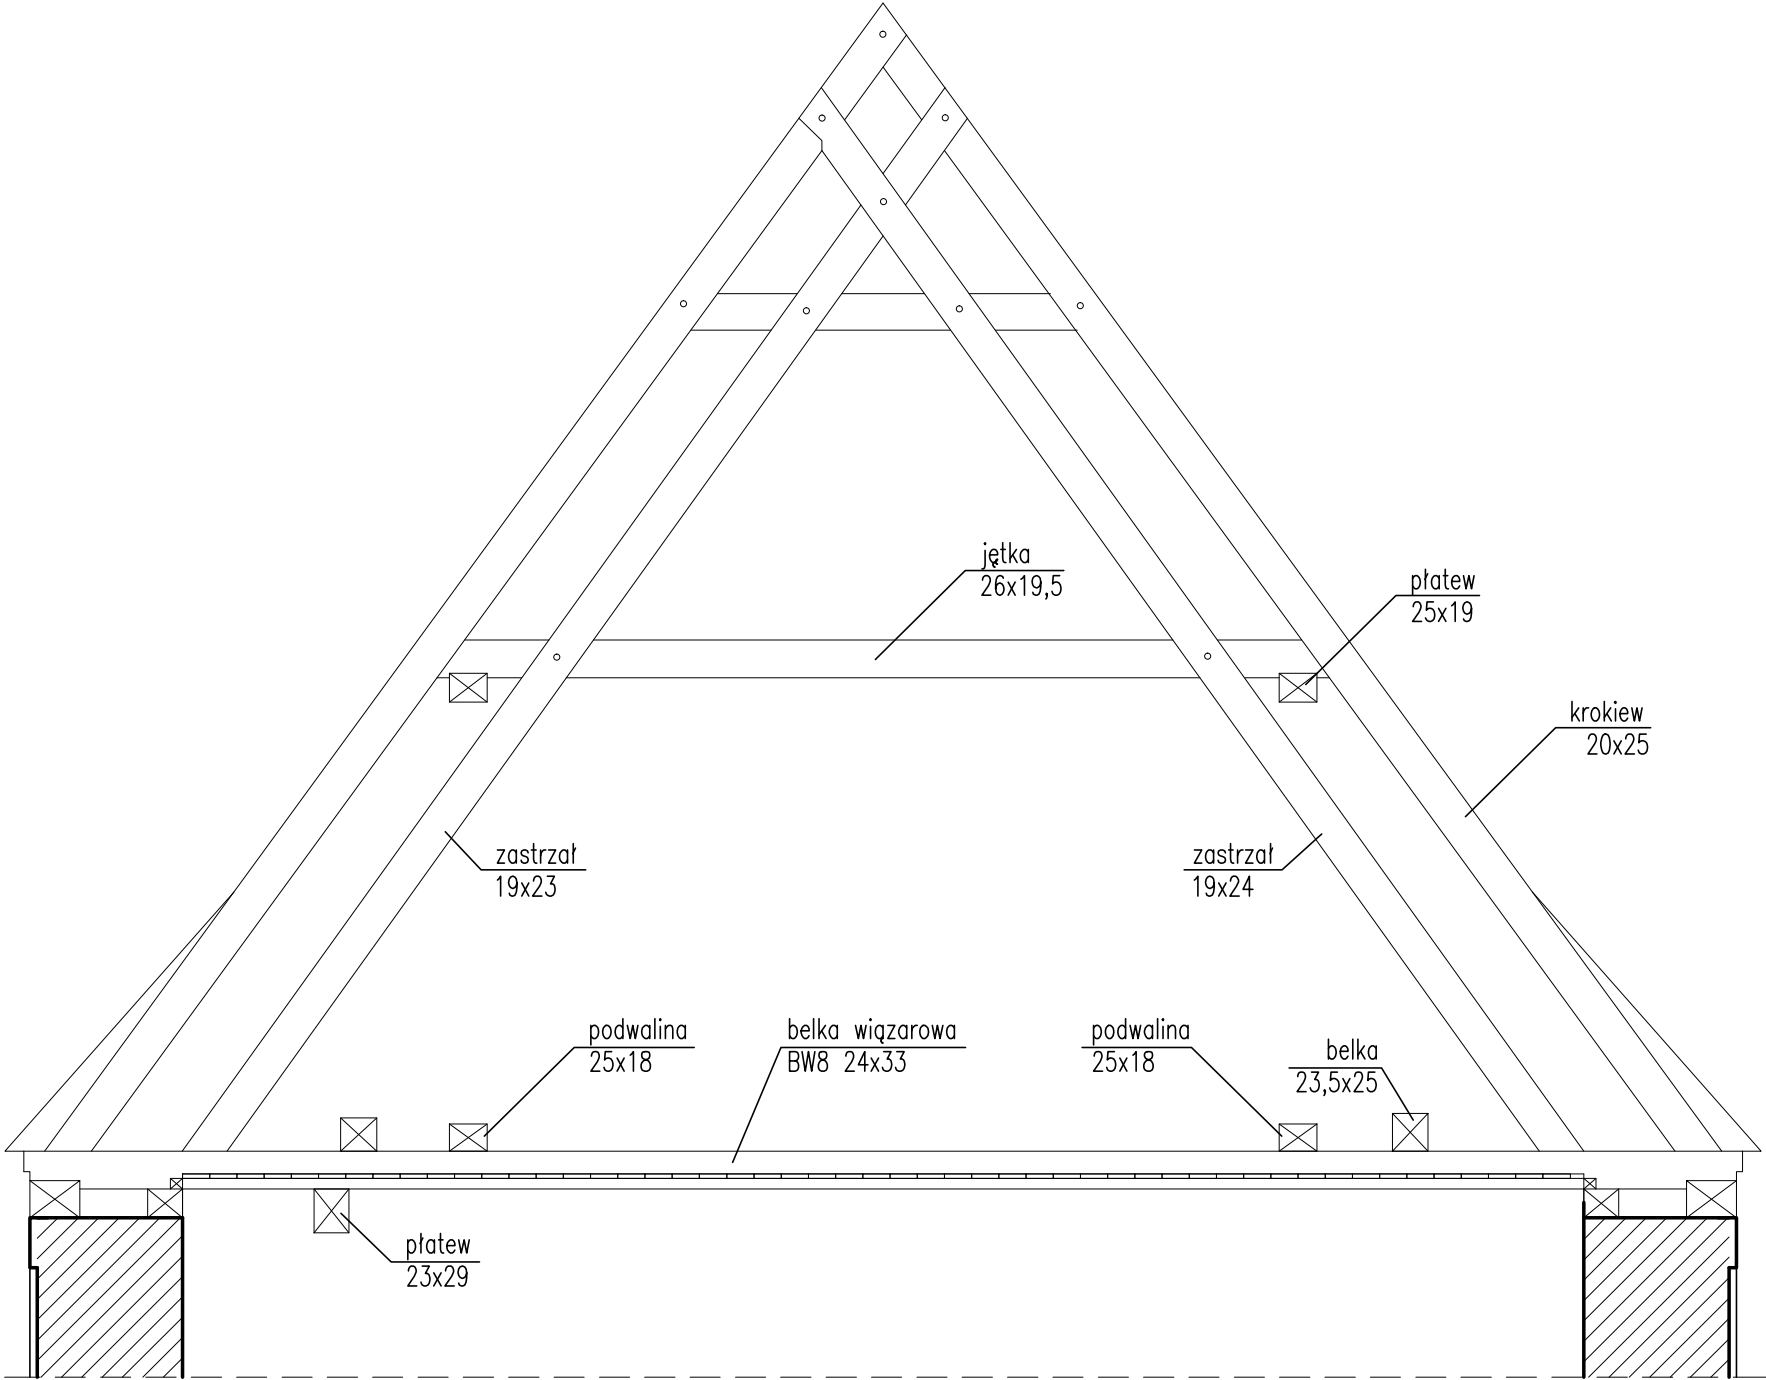 jętka
26x19,5
płatew
25x19
krokiew
20x25
zastrzał
19x23
zastrzał
19x24
podwalina
25x18
belka wiązarowa
BW8 24x33
podwalina
25x18
belka
23,5x25
płatew
23x29